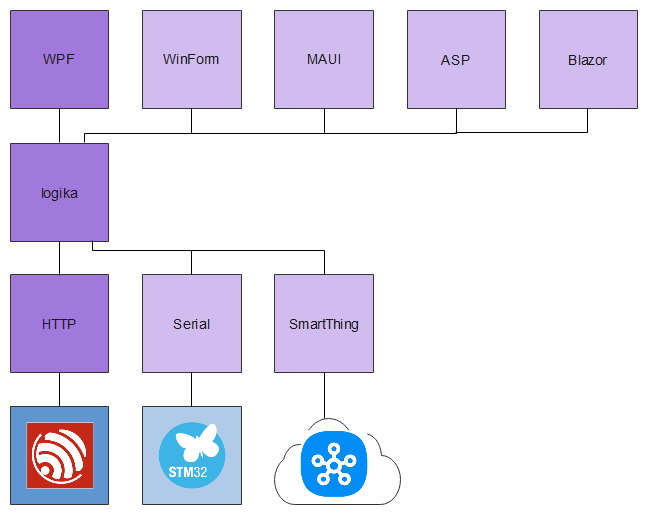 WPF
WinForm
MAUI
ASP
Blazor
logika
HTTP
Serial
SmartThing
STM32